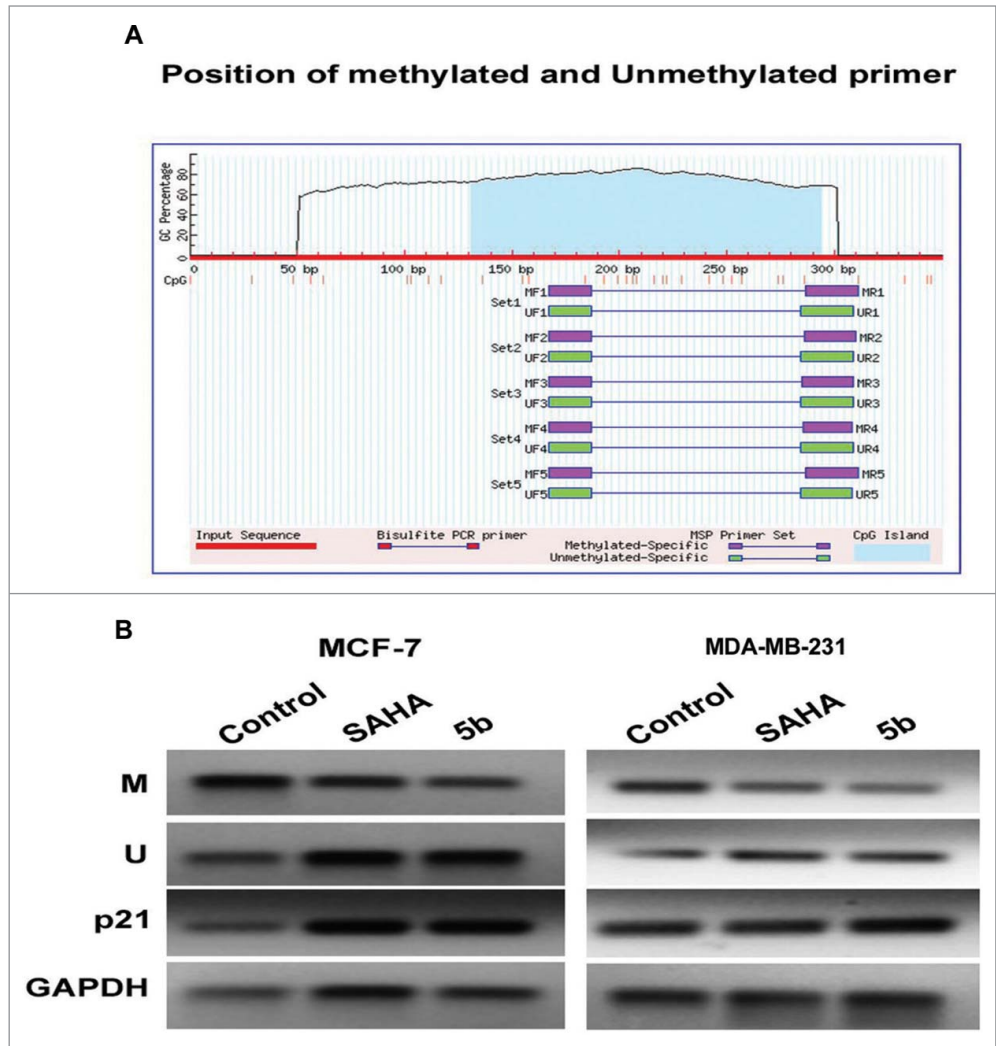 A
Position of methylated and Unmethylated primer
GC Percentage
0 20 40 60 80
0 50 bp 100 bp 150 bp 200 bp 250 bp 300 bp
CpG
Set1 MF1 MR1
UF1 UR1
Set2 MF2 MR2
UF2 UR2
Set3 MF3 MR3
UF3 UR3
Set4 MF4 MR4
UF4 UR4
Set5 MF5 MR5
UF5 UR5
Input Sequence Bisulfite PCR primer MSP Primer Set CpG Island
Methylated-Specific
Unmethylated-Specific
B
MCF-7 MDA-MB-231
Control SAHA 5b Control SAHA 5b
M
U
p21
GAPDH